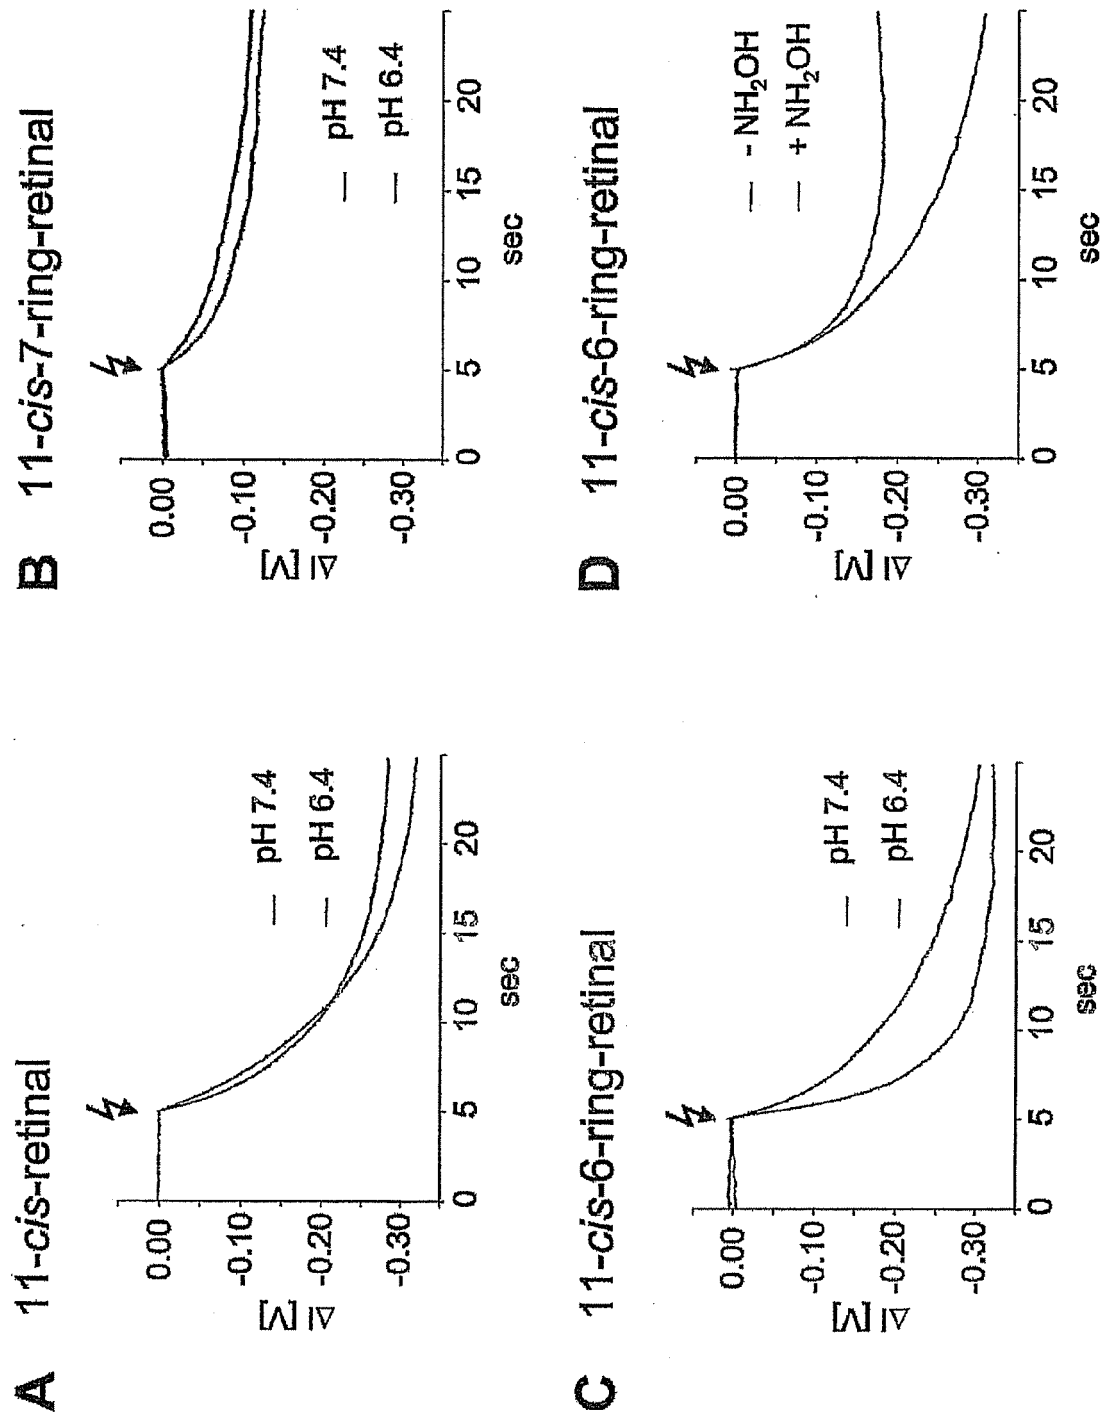 A 11-cis-retinal
ΔI [V]
0.00
-0.10
-0.20
-0.30
0 5 10 15 20
sec
— pH 7.4
— pH 6.4
B 11-cis-7-ring-retinal
ΔI [V]
0.00
-0.10
-0.20
-0.30
0 5 10 15 20
sec
— pH 7.4
— pH 6.4
C 11-cis-6-ring-retinal
ΔI [V]
0.00
-0.10
-0.20
-0.30
0 5 10 15 20
sec
— pH 7.4
— pH 6.4
D 11-cis-6-ring-retinal
ΔI [V]
0.00
-0.10
-0.20
-0.30
0 5 10 15 20
sec
— - NH₂OH
— + NH₂OH